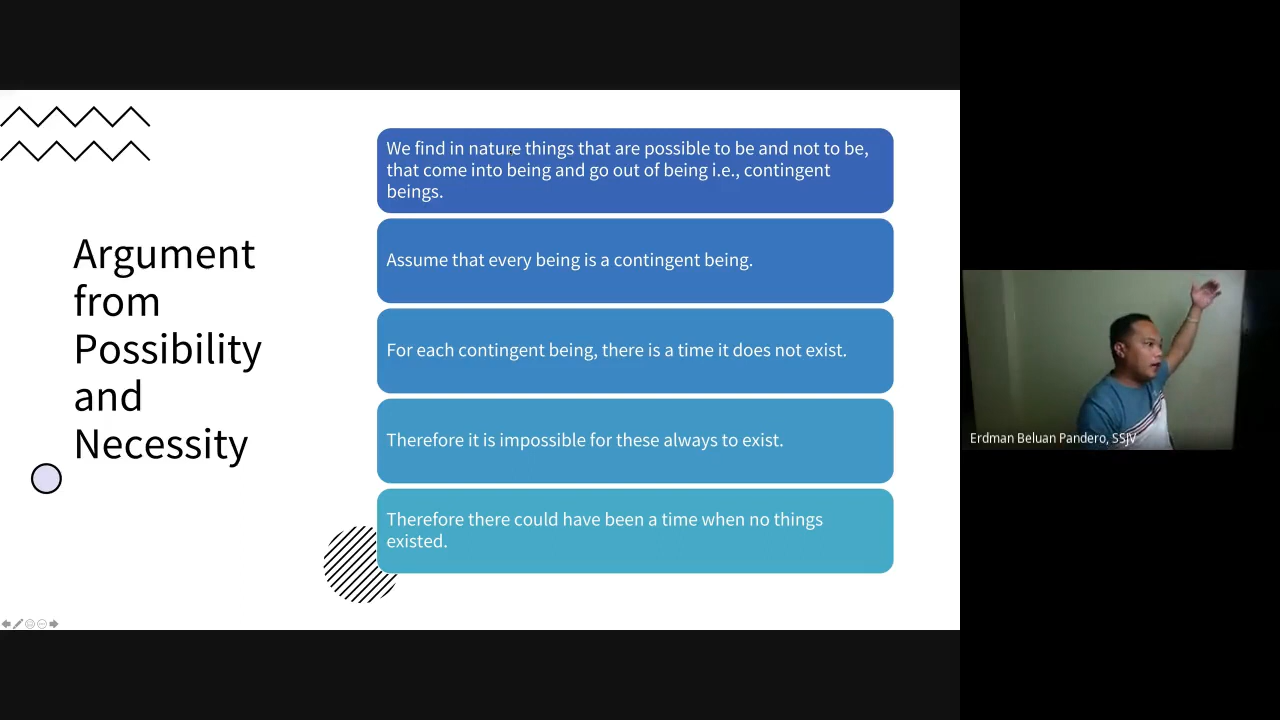 Argument
from
Possibility
and
Necessity
We find in nature things that are possible to be and not to be,
that come into being and go out of being i.e., contingent
beings.
Assume that every being is a contingent being.
For each contingent being, there is a time it does not exist.
Therefore it is impossible for these always to exist.
Therefore there could have been a time when no things
existed.
Erdman Beluan Pandero, SSJV